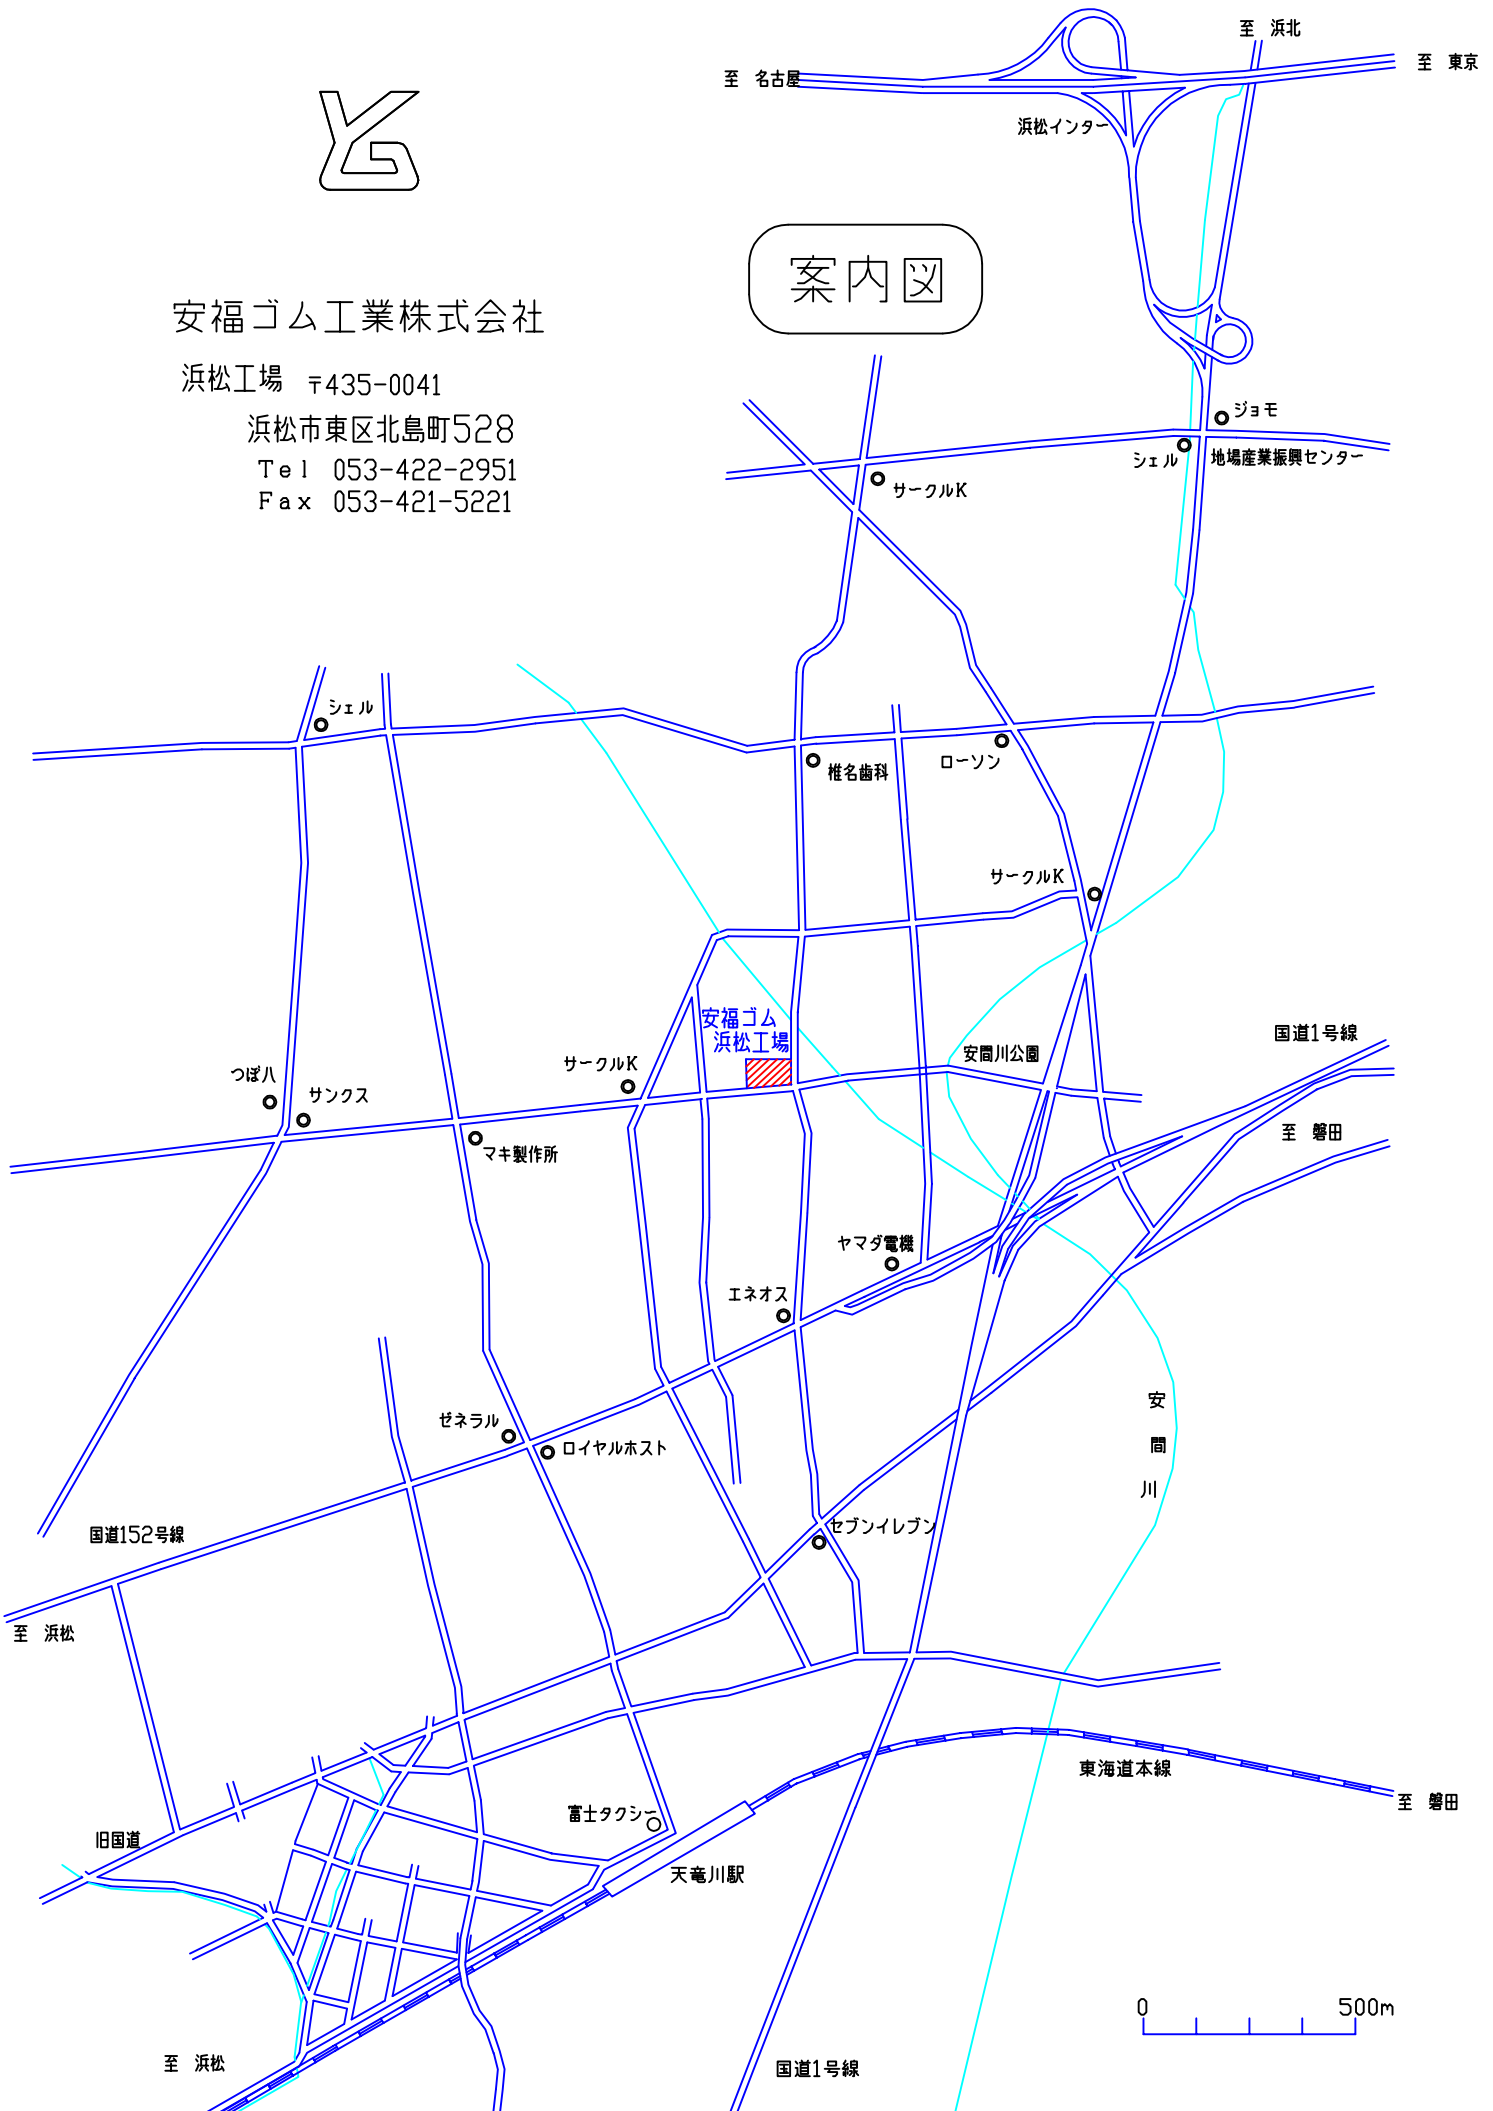 至 浜北
至 名古屋
至 東京
浜松インター
案内図
安福ゴム工業株式会社
浜松工場 〒435-0041
浜松市東区北島町528
Tel 053-422-2951
Fax 053-421-5221
ジョモ
シェル
地場産業振興センター
サークルK
シェル
椎名歯科
ローソン
サークルK
安福ゴム
浜松工場
国道1号線
安間川公園
サークルK
つぼ八
サンクス
マキ製作所
至 磐田
ヤマダ電機
エネオス
安
間
川
ゼネラル
ロイヤルホスト
セブンイレブン
国道152号線
至 浜松
東海道本線
至 磐田
富士タクシー
旧国道
天竜川駅
0 500m
至 浜松
国道1号線